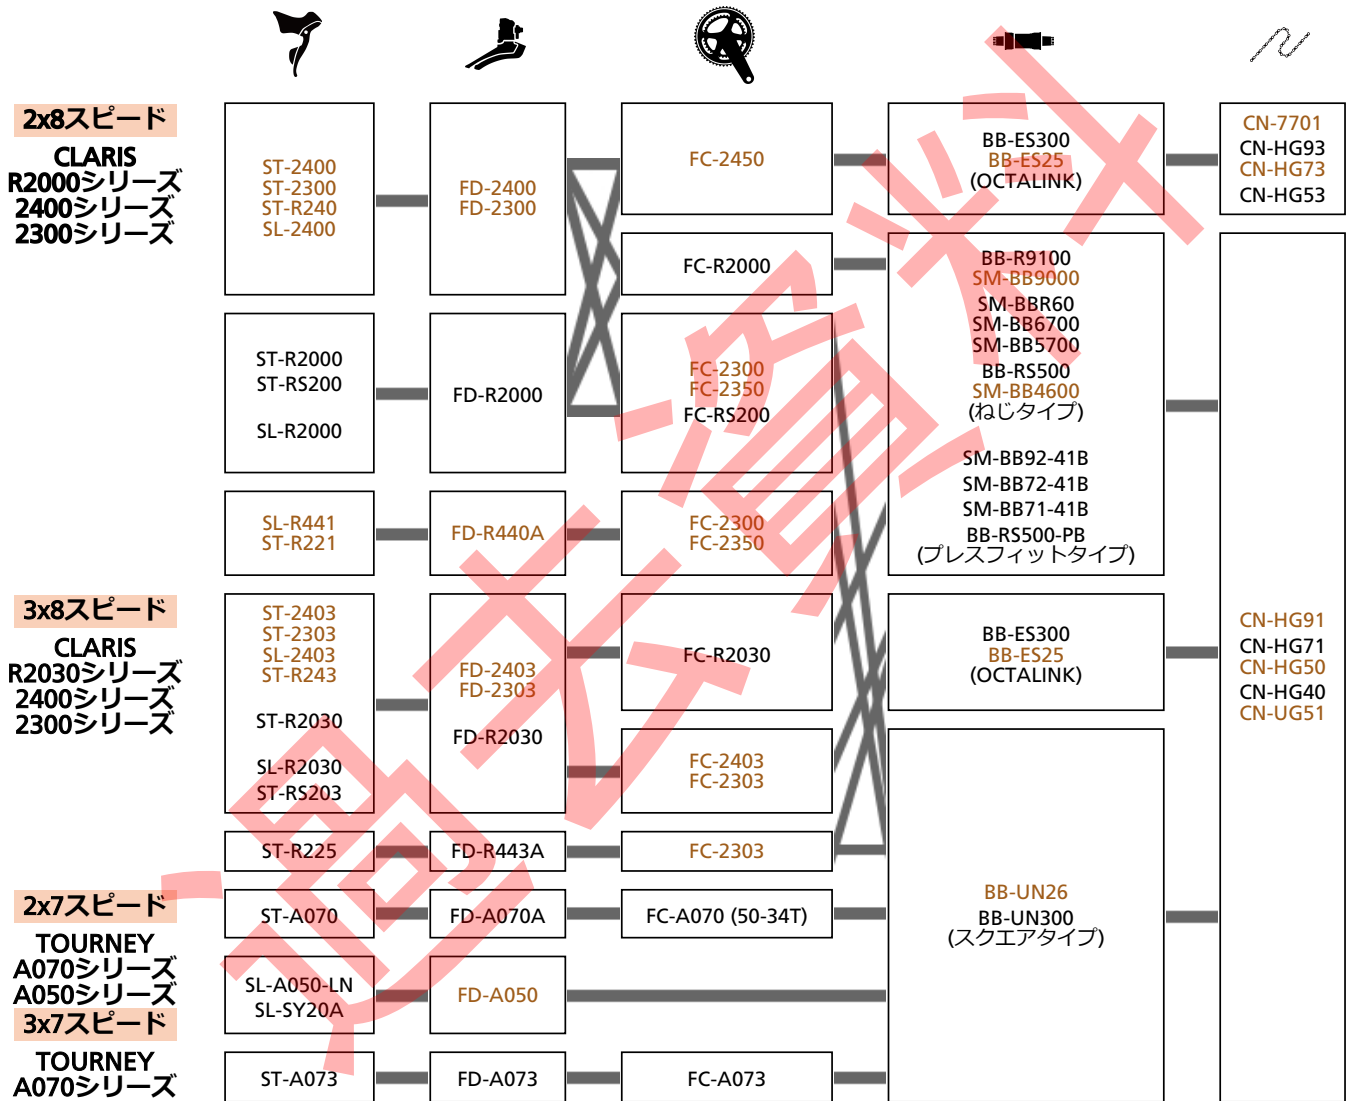 2x8スピード
CLARIS
R2000シリーズ
2400シリーズ
2300シリーズ
ST-2400
ST-2300
ST-R240
SL-2400
FD-2400
FD-2300
FC-2450
BB-ES300
BB-ES25
(OCTALINK)
CN-7701
CN-HG93
CN-HG73
CN-HG53
FC-R2000
BB-R9100
SM-BB9000
SM-BBR60
SM-BB6700
SM-BB5700
BB-RS500
SM-BB4600
(ねじタイプ)
SM-BB92-41B
SM-BB72-41B
SM-BB71-41B
BB-RS500-PB
(プレスフィットタイプ)
ST-R2000
ST-RS200
SL-R2000
FD-R2000
FC-2300
FC-2350
FC-RS200
SL-R441
ST-R221
FD-R440A
FC-2300
FC-2350
3x8スピード
CLARIS
R2030シリーズ
2400シリーズ
2300シリーズ
ST-2403
ST-2303
SL-2403
ST-R243
ST-R2030
SL-R2030
ST-RS203
FD-2403
FD-2303
FD-R2030
FC-R2030
BB-ES300
BB-ES25
(OCTALINK)
CN-HG91
CN-HG71
CN-HG50
CN-HG40
CN-UG51
FC-2403
FC-2303
ST-R225
FD-R443A
FC-2303
BB-UN26
BB-UN300
(スクエアタイプ)
2x7スピード
TOURNEY
A070シリーズ
A050シリーズ
ST-A070
FD-A070A
FC-A070 (50-34T)
SL-A050-LN
SL-SY20A
FD-A050
3x7スピード
TOURNEY
A070シリーズ
ST-A073
FD-A073
FC-A073
過去資料